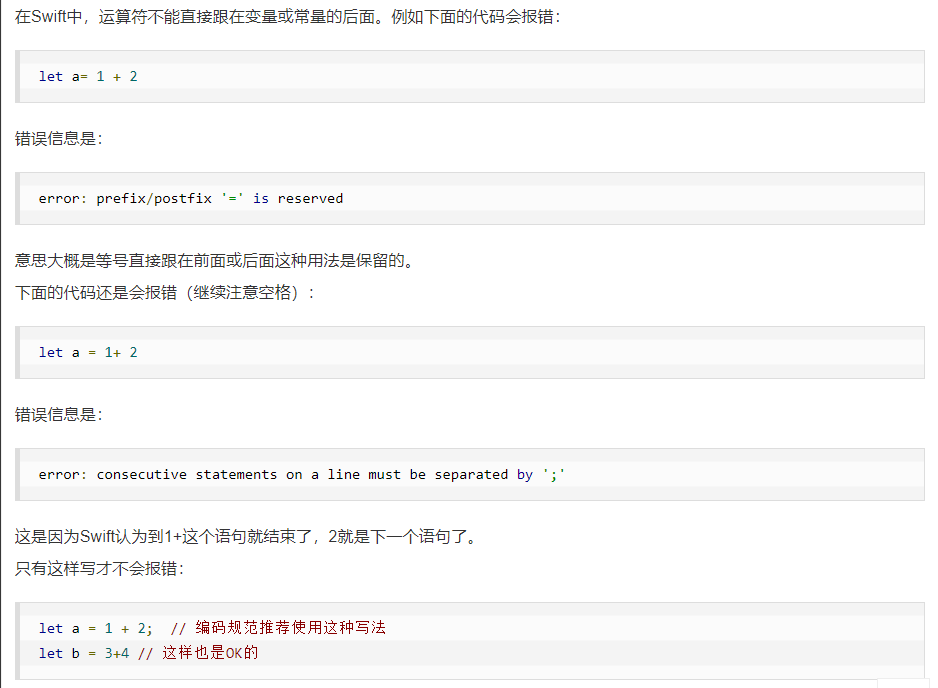 在Swift中，运算符不能直接跟在变量或常量的后面。例如下面的代码会报错：
let a= 1 + 2
错误信息是：
error: prefix/postfix '=' is reserved
意思大概是等号直接跟在前面或后面这种用法是保留的。
下面的代码还是会报错（继续注意空格）：
let a = 1+ 2
错误信息是：
error: consecutive statements on a line must be separated by ';'
这是因为Swift认为到1+这个语句就结束了，2就是下一个语句了。
只有这样写才不会报错：
let a = 1 + 2;  // 编码规范推荐使用这种写法
let b = 3+4 // 这样也是OK的